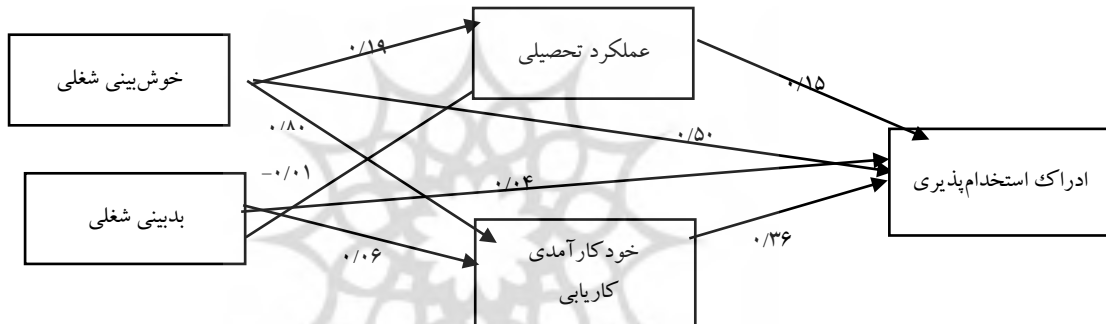 عملکرد تحصیلی
۰/۱۹
خوش‌بینی شغلی
۰/۱۵
۰/۸۰
۰/۵۰
ادراک استخدام‌پذیری
-۰/۰۱
۰/۰۴
بدبینی شغلی
۰/۳۶
خودکارآمدی
۰/۰۶
کاریابی